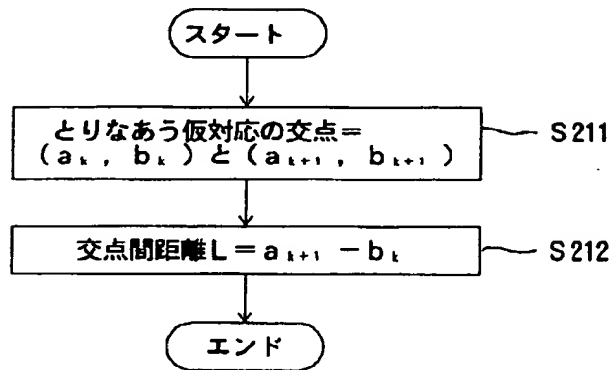 スタート
とりなあう仮対応の交点=
(aₖ, bₖ)と(aₖ₊₁, bₖ₊₁)
S211
交点間距離L=aₖ₊₁-bₖ
S212
エンド